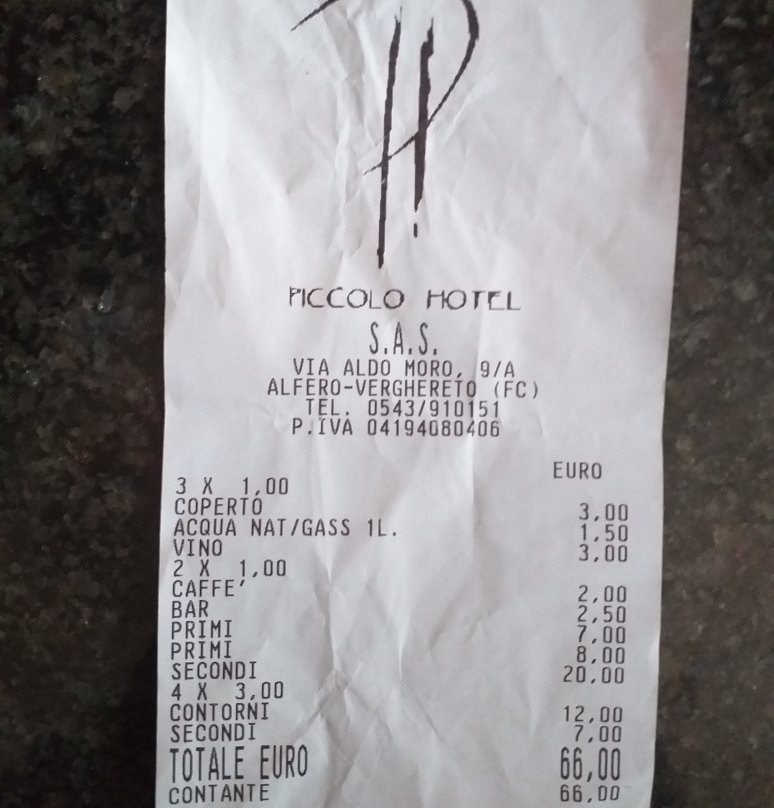 PICCOLO HOTEL
S.A.S.
VIA ALDO MORO, 9/A
ALFERO-VERGHERETO (FC)
TEL. 0543/910151
P.IVA 04194080406
EURO
3 X 1,00
COPERTO 3,00
ACQUA NAT/GASS 1L. 1,50
VINO 3,00
2 X 1,00
CAFFE' 2,00
BAR 2,50
PRIMI 7,00
PRIMI 8,00
SECONDI 20,00
4 X 3,00
CONTORNI 12,00
SECONDI 7,00
TOTALE EURO 66,00
CONTANTE 66,00